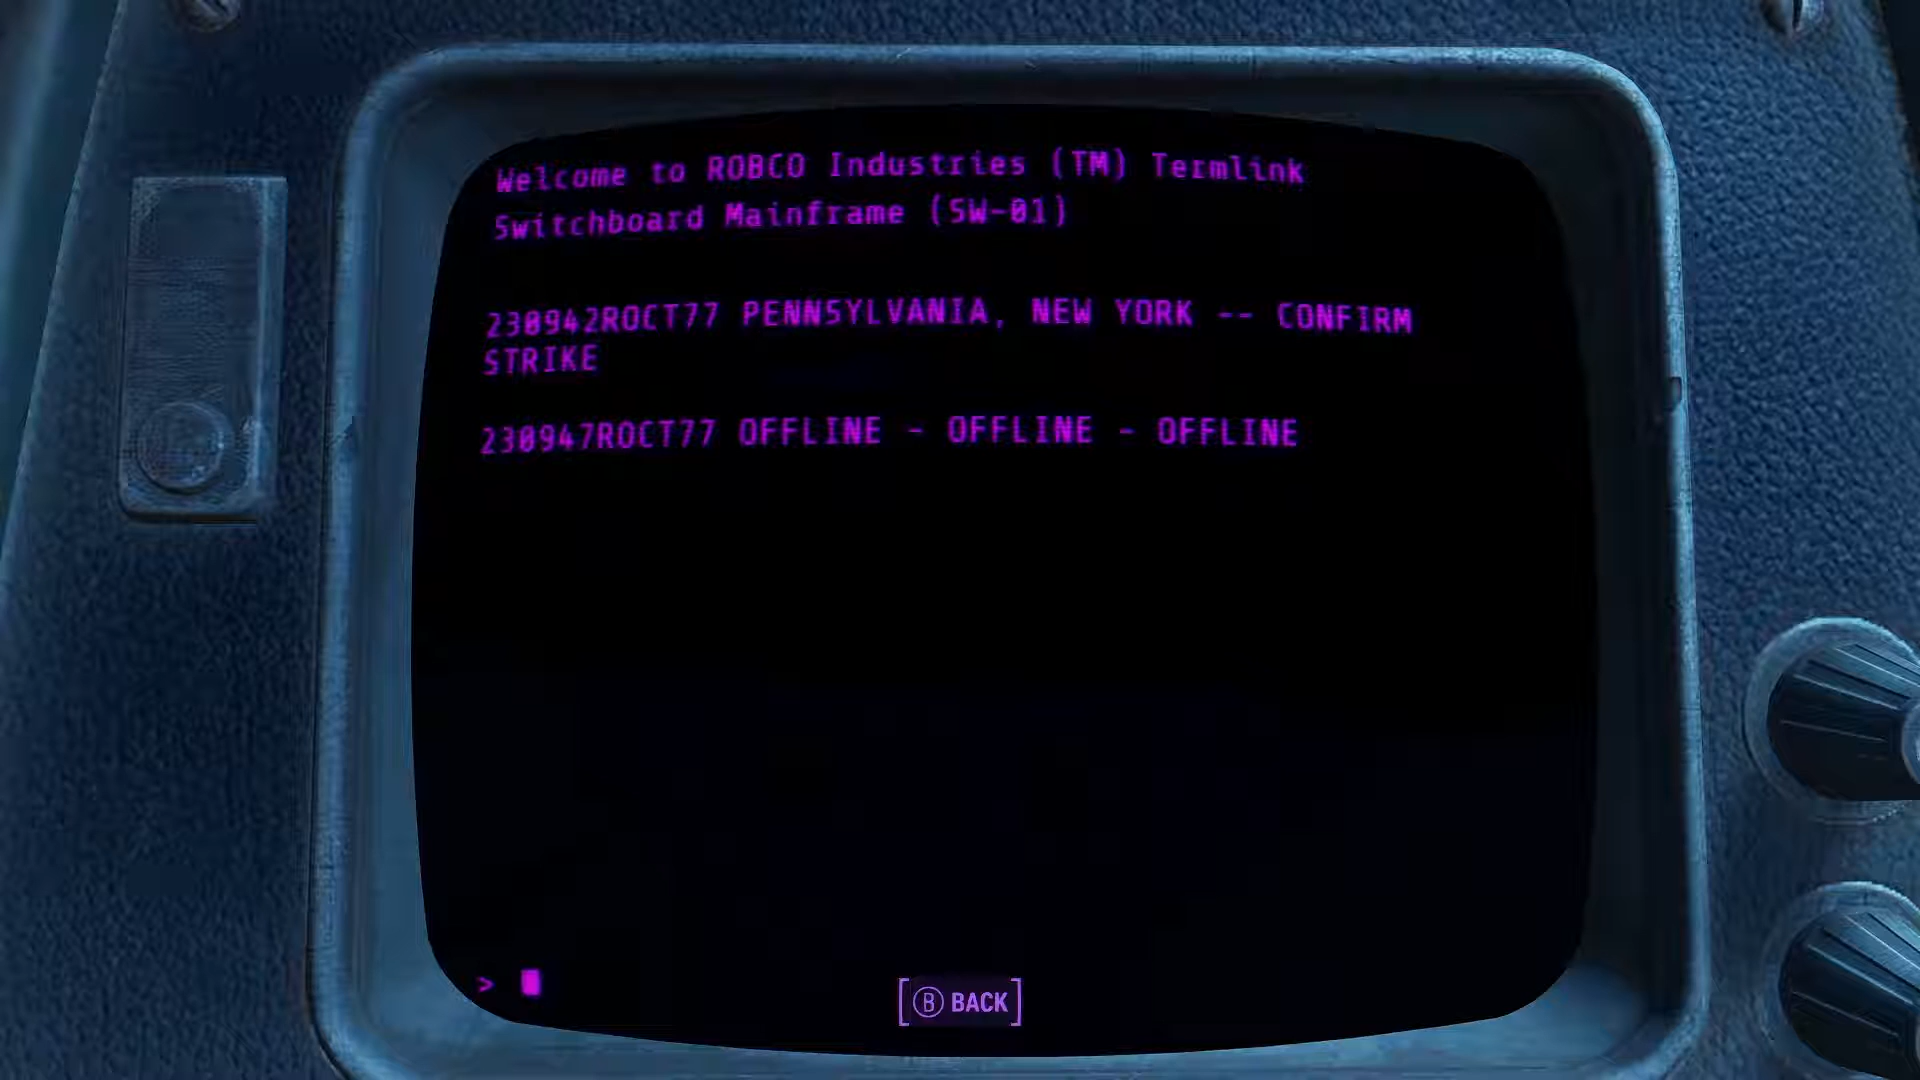 Welcome to ROBCO Industries (TM) Termlink
Switchboard Mainframe (SW-01)
230942ROCT77 PENNSYLVANIA, NEW YORK -- CONFIRM
STRIKE
230947ROCT77 OFFLINE - OFFLINE - OFFLINE
>
B BACK